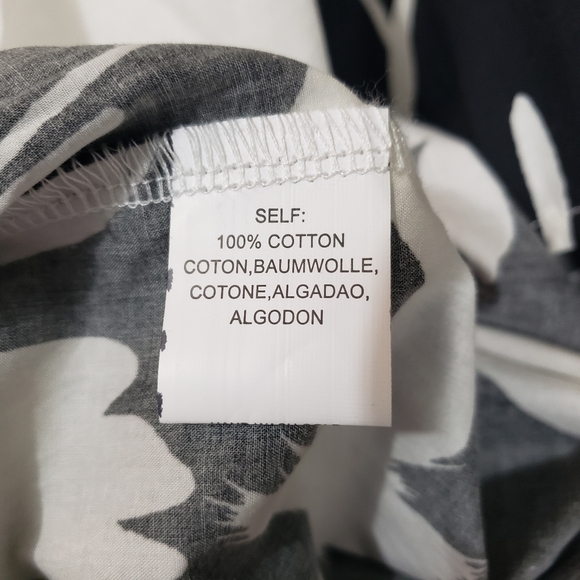 SELF:
100% COTTON
COTON,BAUMWOLLE,
COTONE,ALGADAO,
ALGODON